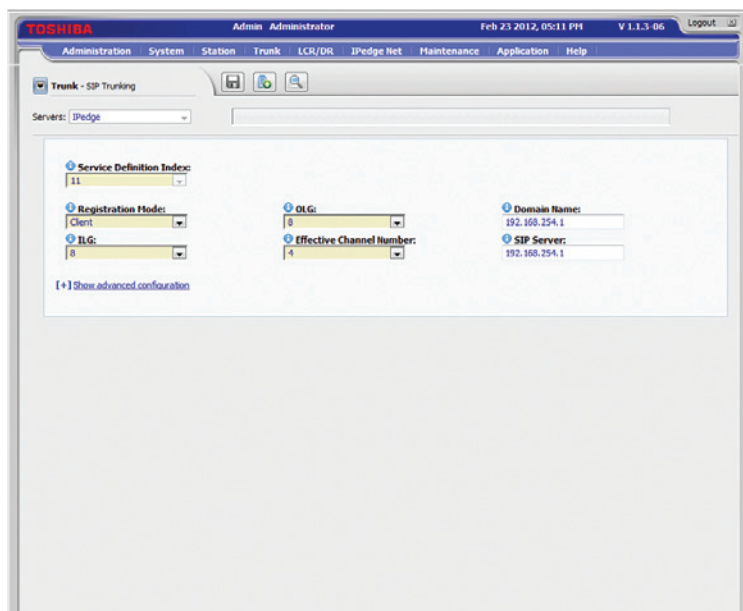 TOSHIBA Admin Administrator Feb 23 2012, 05:11 PM V 1.1.3-06 Logout
Administration System Station Trunk LCR/DR IPedge Net Maintenance Application Help
Trunk - SIP Trunking
Servers: IPedge
Service Definition Index:
11
Registration Mode: OLG: Domain Name:
Client 8 192.168.254.1
ILG: Effective Channel Number: SIP Server:
8 4 192.168.254.1
[+] Show advanced configuration